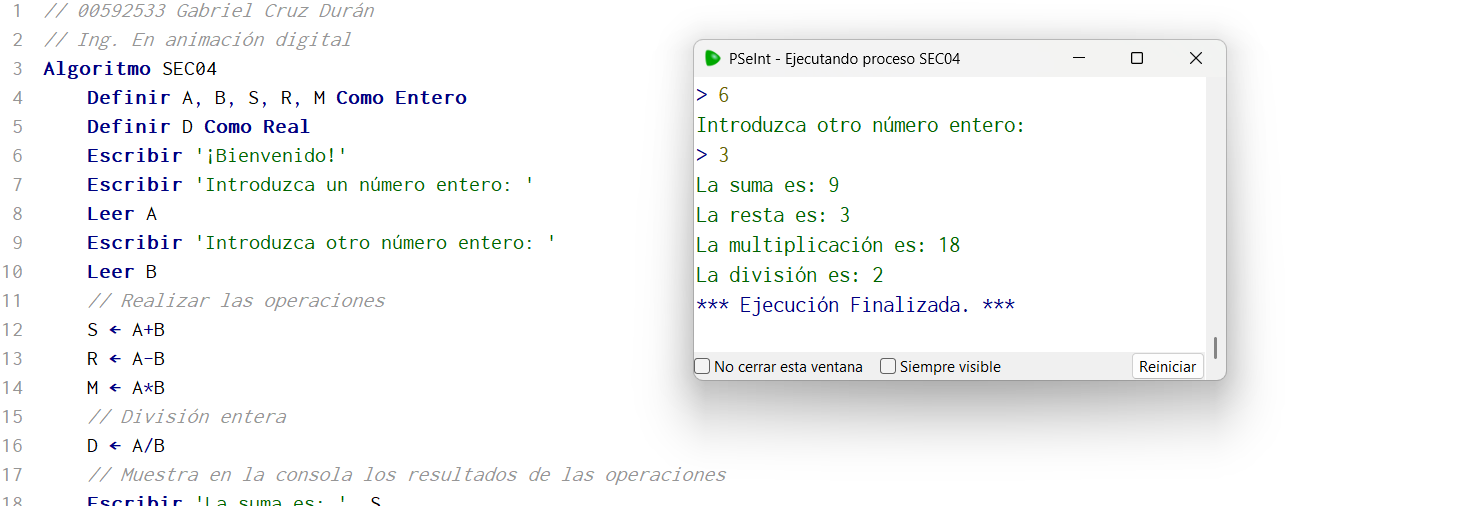 1 // 00592533 Gabriel Cruz Durán
2 // Ing. En animación digital
3 Algoritmo SEC04
4 Definir A, B, S, R, M Como Entero
5 Definir D Como Real
6 Escribir '¡Bienvenido!'
7 Escribir 'Introduzca un número entero: '
8 Leer A
9 Escribir 'Introduzca otro número entero: '
10 Leer B
11 // Realizar las operaciones
12 S ← A+B
13 R ← A-B
14 M ← A*B
15 // División entera
16 D ← A/B
17 // Muestra en la consola los resultados de las operaciones
18 Escribir 'La suma es: ', S
PSeInt - Ejecutando proceso SEC04
> 6
Introduzca otro número entero:
> 3
La suma es: 9
La resta es: 3
La multiplicación es: 18
La división es: 2
*** Ejecución Finalizada. ***
No cerrar esta ventana Siempre visible Reiniciar